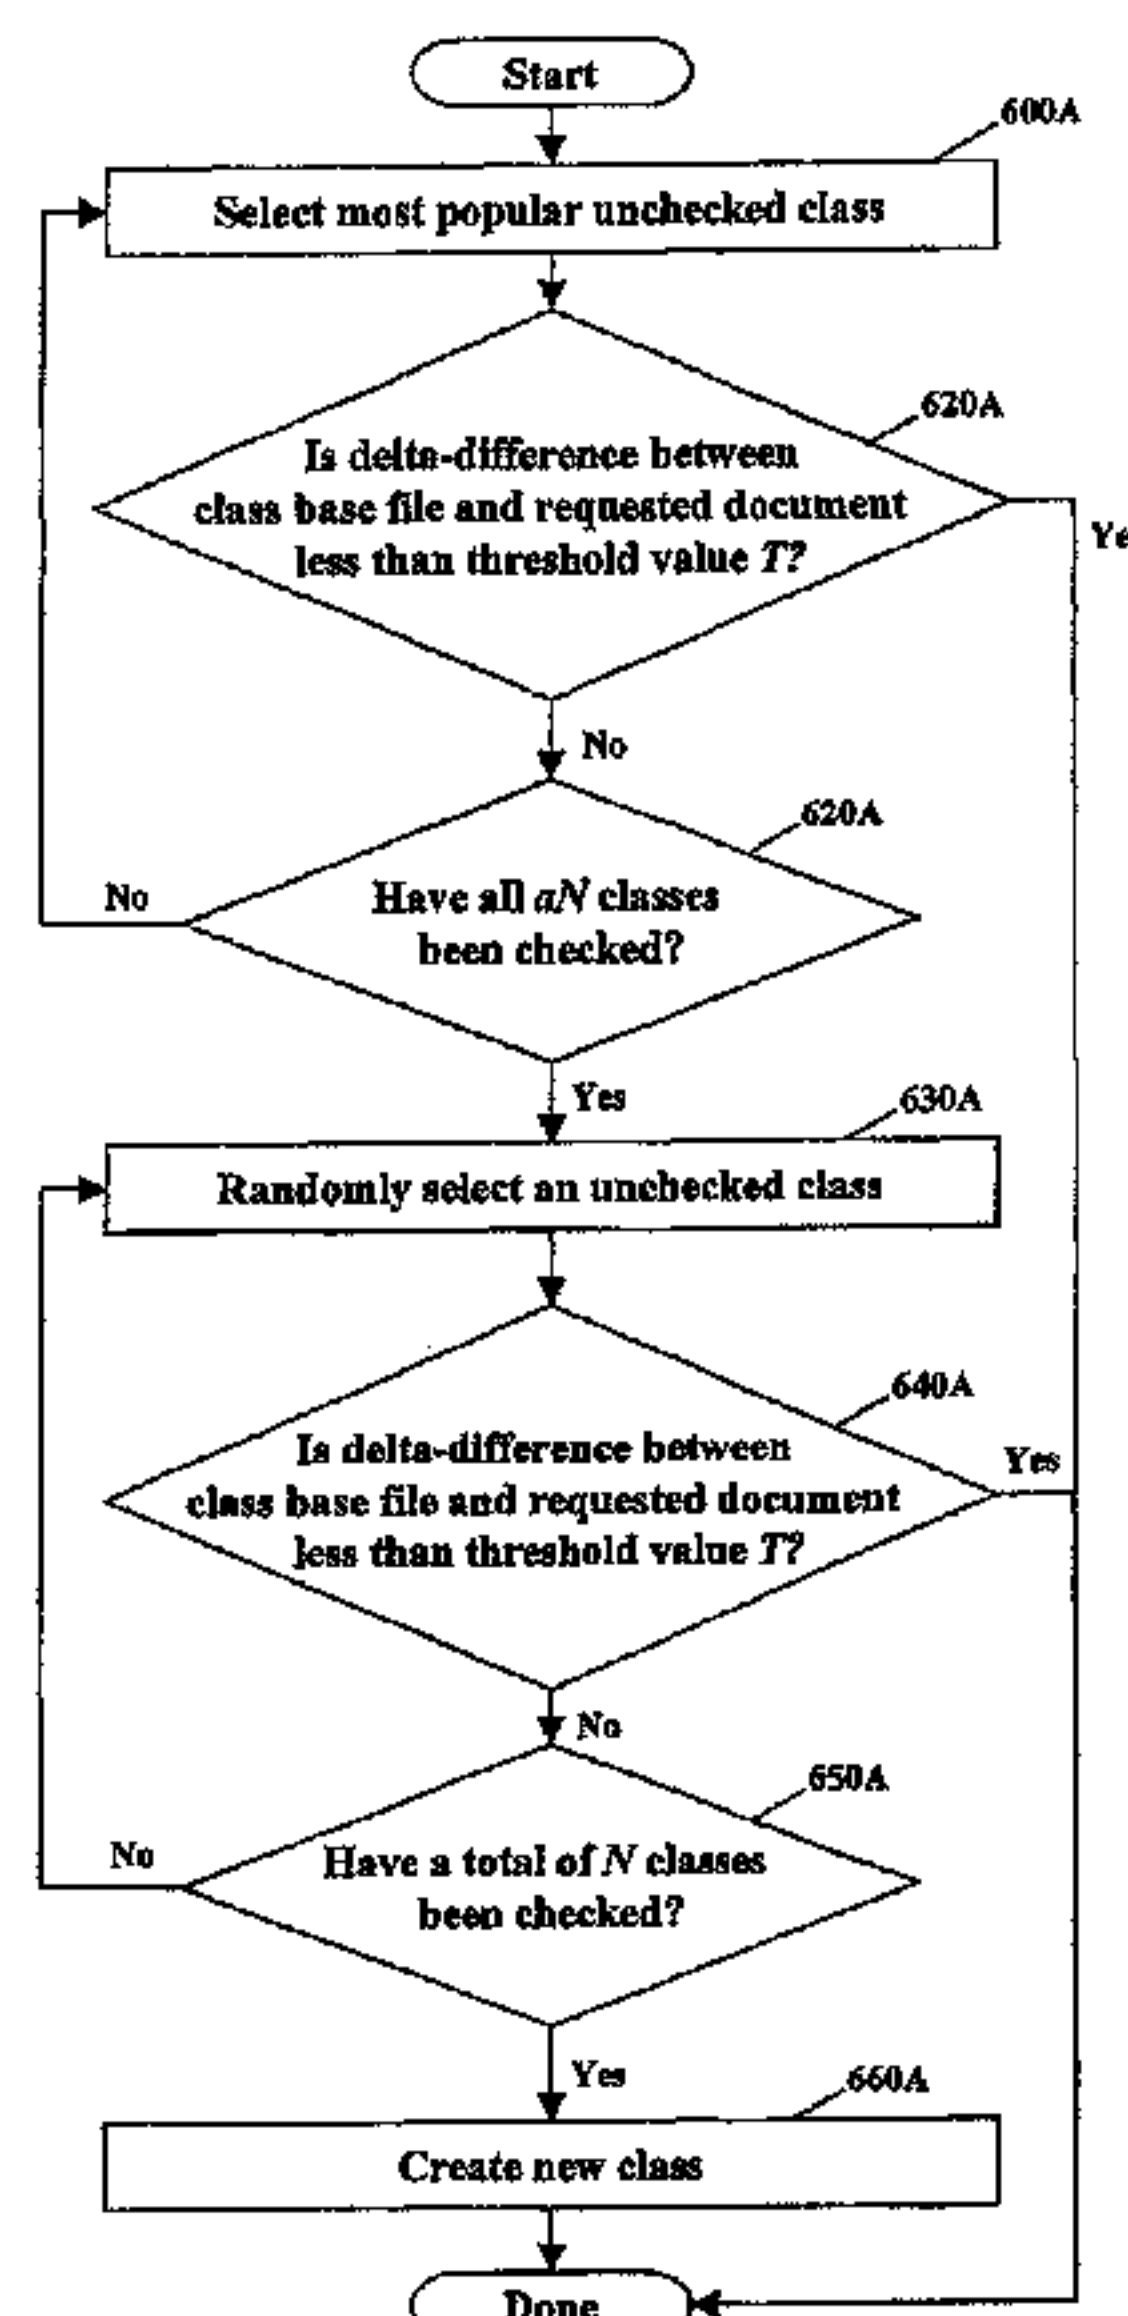 Start
600A
Select most popular unchecked class
620A
Is delta-difference between
class base file and requested document
less than threshold value T?
Ye
No
620A
Have all aN classes
been checked?
No
Yes
630A
Randomly select an unchecked class
640A
Is delta-difference between
class base file and requested document
less than threshold value T?
Yes
No
650A
Have a total of N classes
been checked?
No
Yes
660A
Create new class
Done